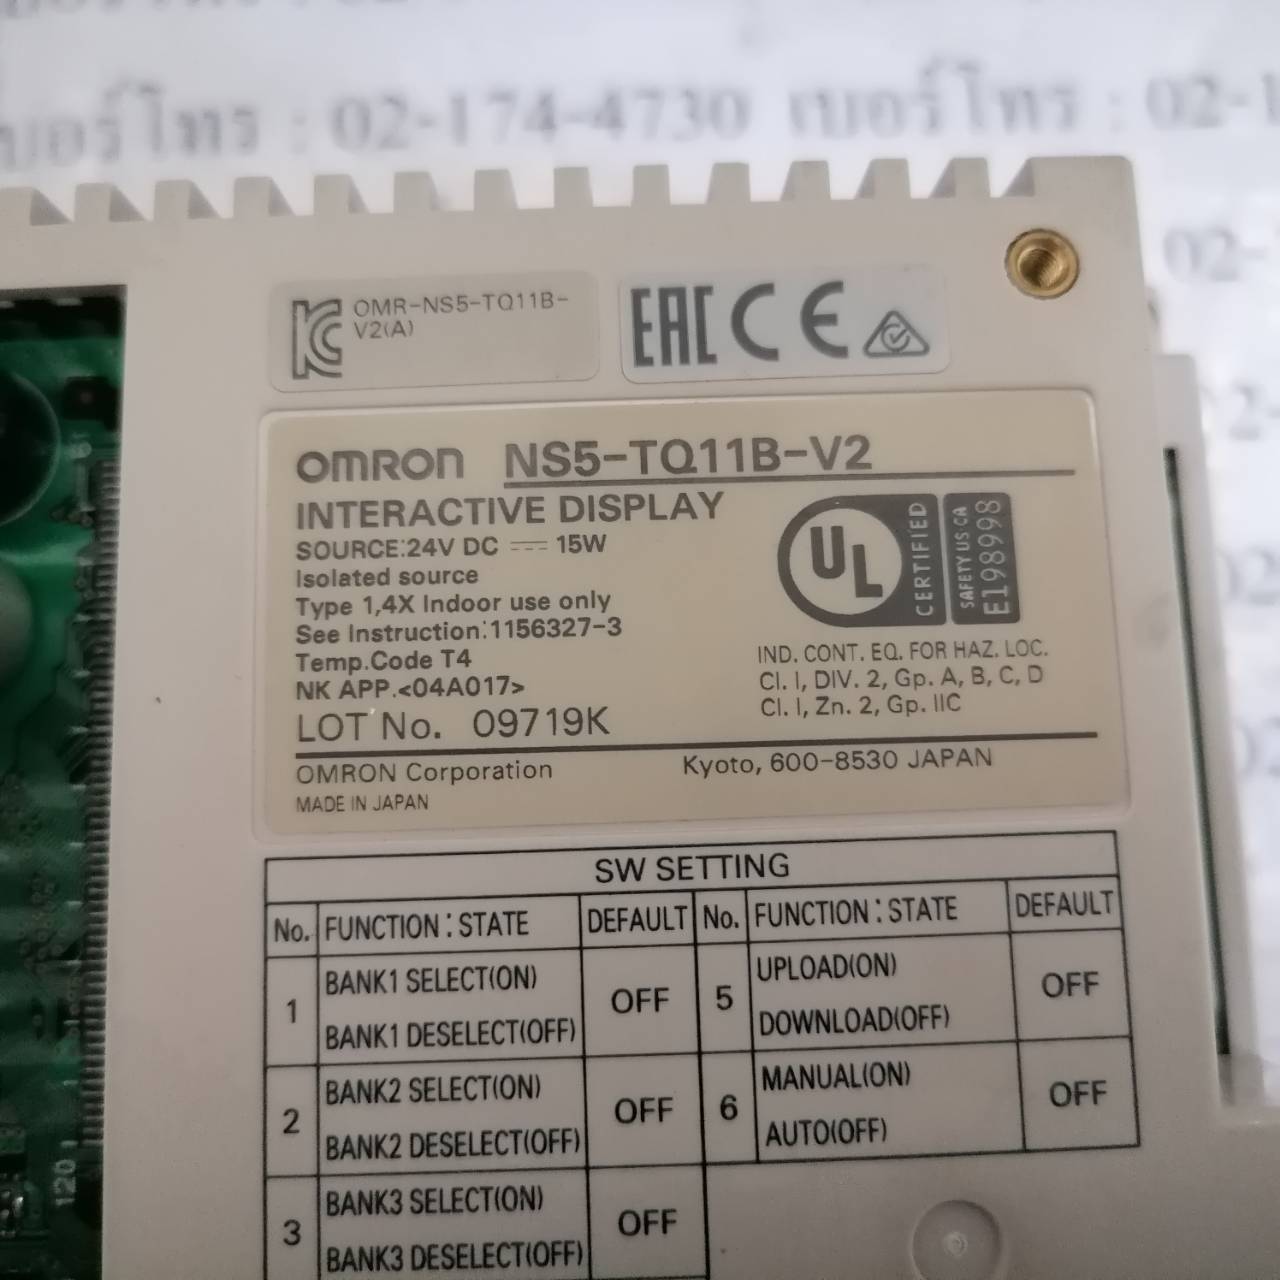 เบอร์โทร : 02-174-4730 เบอร์โทร : 02-1
02-
OMR-NS5-TQ11B-
V2(A)
EAC CE
OMRON NS5-TQ11B-V2
INTERACTIVE DISPLAY
SOURCE:24V DC ⎓ 15W
Isolated source
Type 1,4X Indoor use only
See Instruction:1156327-3
Temp.Code T4
NK APP.<04A017>
LOT No. 09719K
UL CERTIFIED
SAFETY US·CA
E198998
IND. CONT. EQ. FOR HAZ. LOC.
Cl. I, DIV. 2, Gp. A, B, C, D
Cl. I, Zn. 2, Gp. IIC
OMRON Corporation Kyoto, 600-8530 JAPAN
MADE IN JAPAN
SW SETTING
No. FUNCTION : STATE DEFAULT No. FUNCTION : STATE DEFAULT
1 BANK1 SELECT(ON) OFF 5 UPLOAD(ON) OFF
BANK1 DESELECT(OFF) DOWNLOAD(OFF)
2 BANK2 SELECT(ON) OFF 6 MANUAL(ON) OFF
BANK2 DESELECT(OFF) AUTO(OFF)
3 BANK3 SELECT(ON) OFF
BANK3 DESELECT(OFF)
120